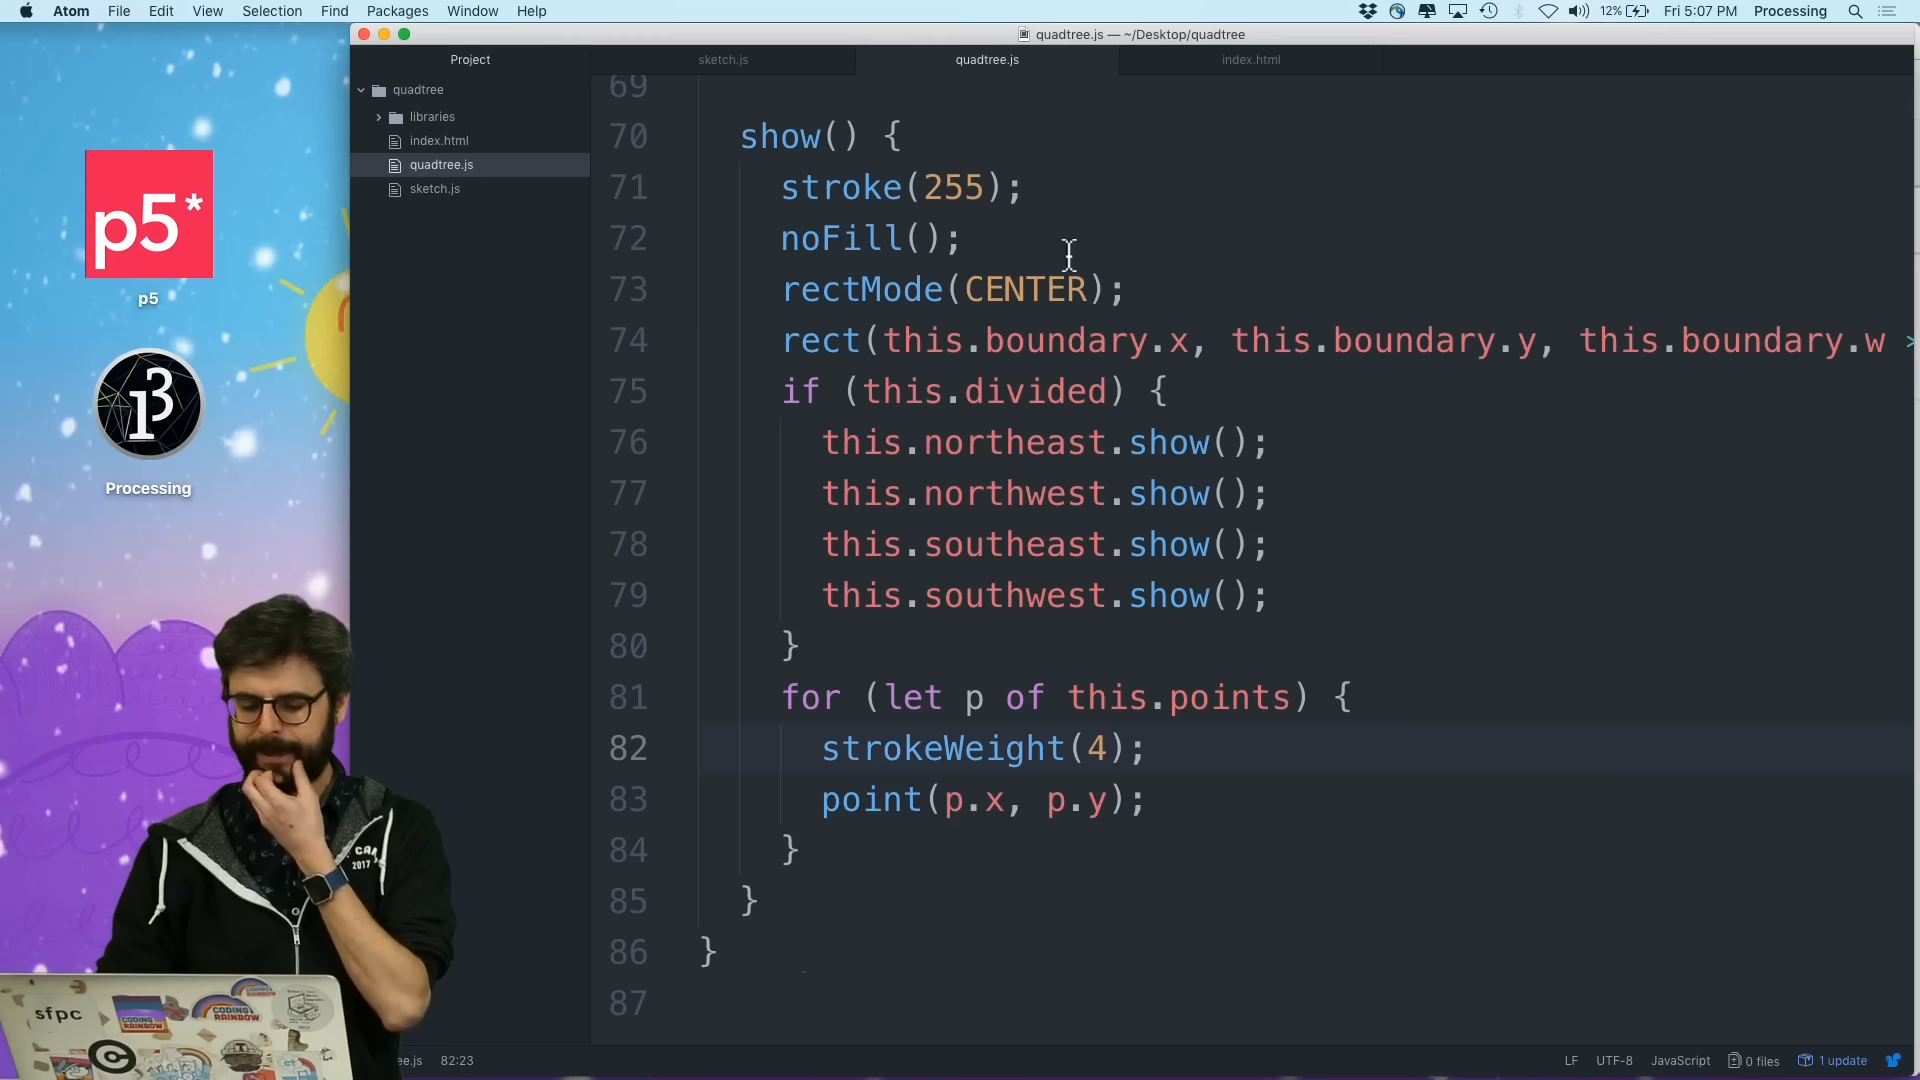 Atom File Edit View Selection Find Packages Window Help 12% Fri 5:07 PM Processing
quadtree.js — ~/Desktop/quadtree
Project sketch.js quadtree.js index.html
quadtree
libraries
index.html
quadtree.js
sketch.js
p5*
p5
Processing
69
70 show() {
71 stroke(255);
72 noFill();
73 rectMode(CENTER);
74 rect(this.boundary.x, this.boundary.y, this.boundary.w
75 if (this.divided) {
76 this.northeast.show();
77 this.northwest.show();
78 this.southeast.show();
79 this.southwest.show();
80 }
81 for (let p of this.points) {
82 strokeWeight(4);
83 point(p.x, p.y);
84 }
85 }
86 }
87
2017
sfpc
CODING RAINBOW
CODING RAINBOW
ee.js 82:23 LF UTF-8 JavaScript 0 files 1 update